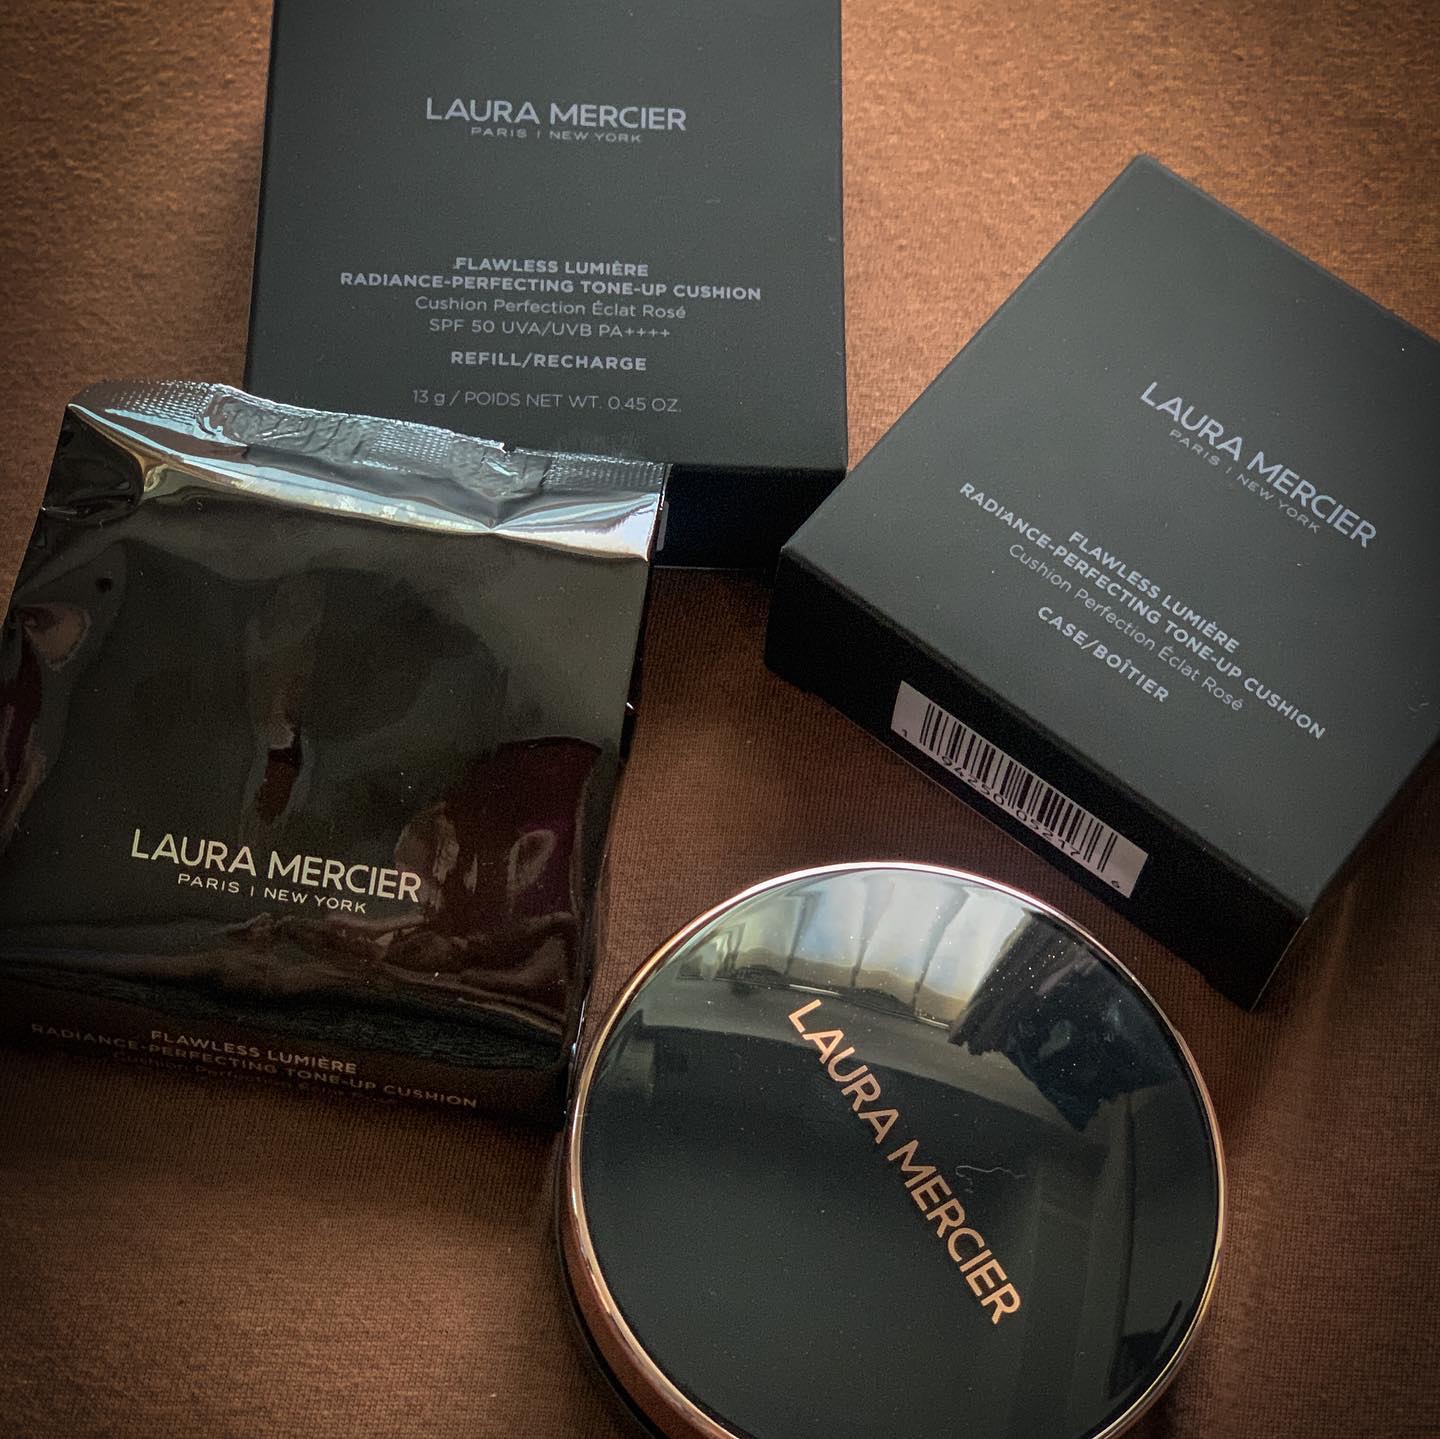 LAURA MERCIER
PARIS | NEW YORK
FLAWLESS LUMIÈRE
RADIANCE-PERFECTING TONE-UP CUSHION
Cushion Perfection Éclat Rosé
SPF 50 UVA/UVB PA++++
REFILL/RECHARGE
13 g / POIDS NET WT. 0.45 OZ.
LAURA MERCIER
PARIS | NEW YORK
FLAWLESS LUMIÈRE
RADIANCE-PERFECTING TONE-UP CUSHION
Cushion Perfection Éclat Rosé
CASE/BOÎTIER
LAURA MERCIER
PARIS | NEW YORK
FLAWLESS LUMIÈRE
RADIANCE-PERFECTING TONE-UP CUSHION
Cushion Perfection
LAURA MERCIER